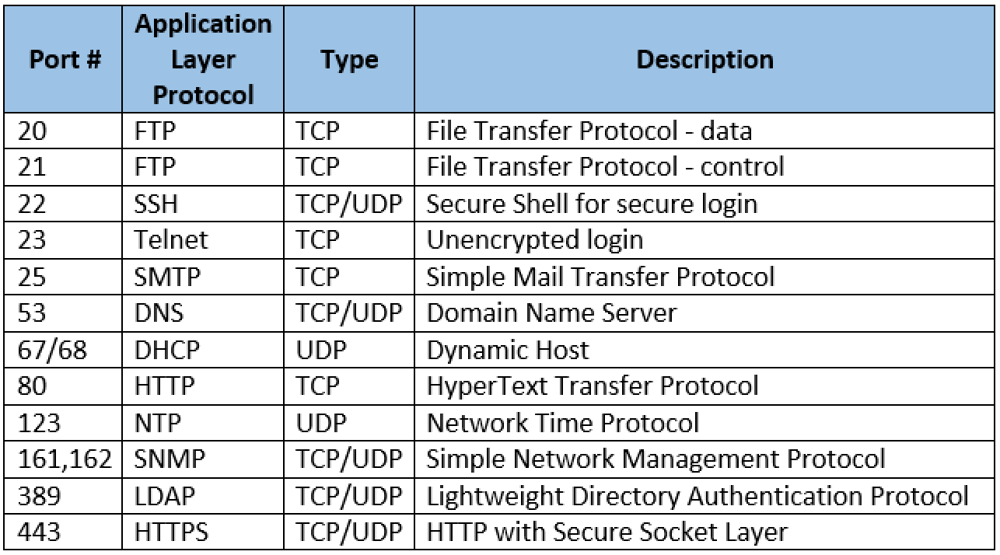 Port # Application Layer Protocol Type Description
20 FTP TCP File Transfer Protocol - data
21 FTP TCP File Transfer Protocol - control
22 SSH TCP/UDP Secure Shell for secure login
23 Telnet TCP Unencrypted login
25 SMTP TCP Simple Mail Transfer Protocol
53 DNS TCP/UDP Domain Name Server
67/68 DHCP UDP Dynamic Host
80 HTTP TCP HyperText Transfer Protocol
123 NTP UDP Network Time Protocol
161,162 SNMP TCP/UDP Simple Network Management Protocol
389 LDAP TCP/UDP Lightweight Directory Authentication Protocol
443 HTTPS TCP/UDP HTTP with Secure Socket Layer